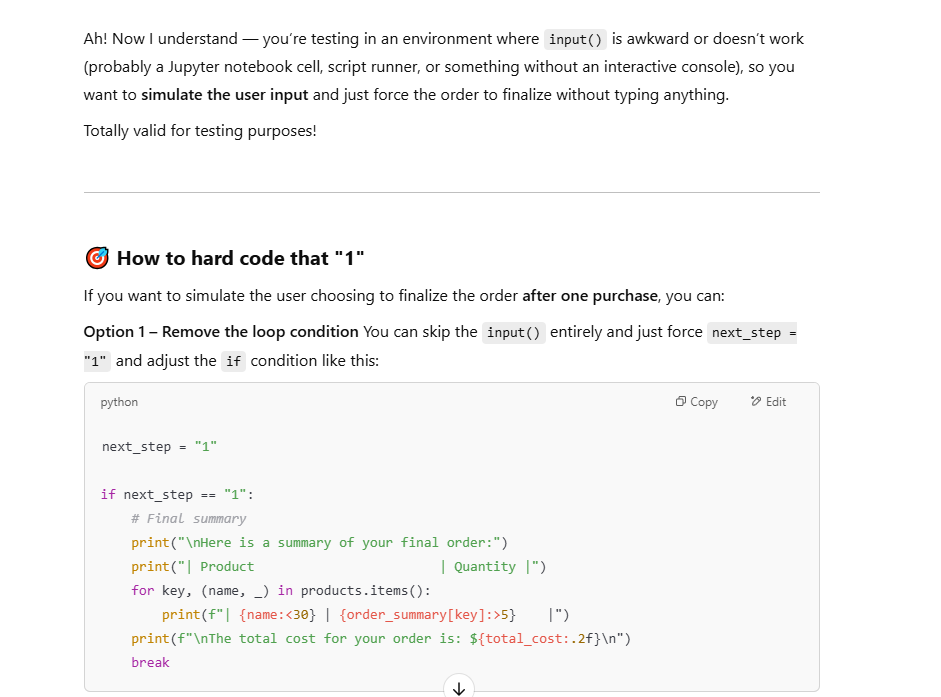 Ah! Now I understand — you're testing in an environment where input() is awkward or doesn't work
(probably a Jupyter notebook cell, script runner, or something without an interactive console), so you
want to simulate the user input and just force the order to finalize without typing anything.
Totally valid for testing purposes!
🎯 How to hard code that "1"
If you want to simulate the user choosing to finalize the order after one purchase, you can:
Option 1 – Remove the loop condition You can skip the input() entirely and just force next_step =
"1" and adjust the if condition like this:
python Copy Edit
next_step = "1"
if next_step == "1":
    # Final summary
    print("\nHere is a summary of your final order:")
    print("| Product                        | Quantity |")
    for key, (name, _) in products.items():
        print(f"| {name:<30} | {order_summary[key]:>5}    |")
    print(f"\nThe total cost for your order is: ${total_cost:.2f}\n")
    break